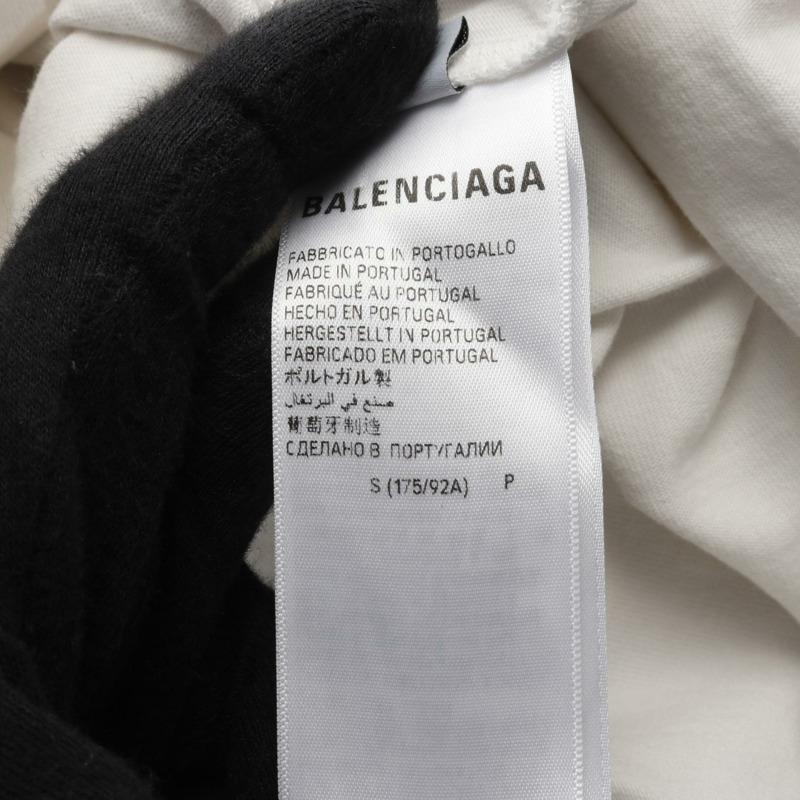 BALENCIAGA
FABBRICATO IN PORTOGALLO
MADE IN PORTUGAL
FABRIQUÉ AU PORTUGAL
HECHO EN PORTUGAL
HERGESTELLT IN PORTUGAL
FABRICADO EM PORTUGAL
ポルトガル製
صنع في البرتغال
葡萄牙制造
СДЕЛАНО В ПОРТУГАЛИИ
S (175/92A) P